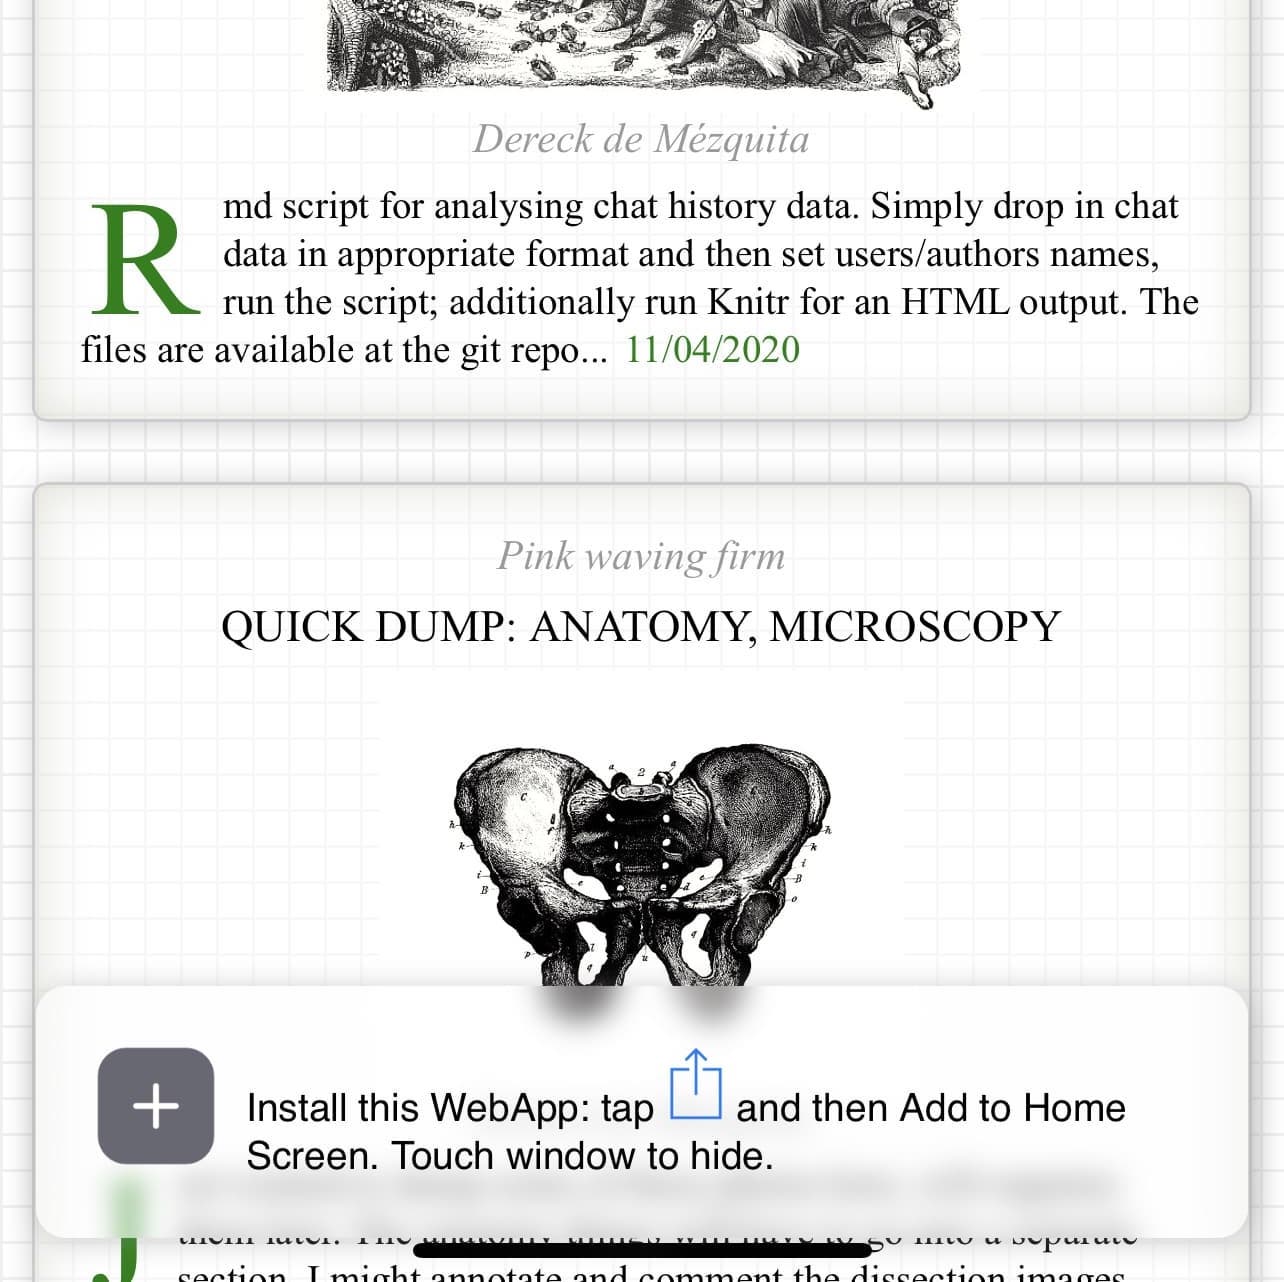 Dereck de Mézquita
Rmd script for analysing chat history data. Simply drop in chat
data in appropriate format and then set users/authors names,
run the script; additionally run Knitr for an HTML output. The
files are available at the git repo... 11/04/2020
Pink waving firm
QUICK DUMP: ANATOMY, MICROSCOPY
a 2 a
C
h h
k k
i i
B B
o
p u
Install this WebApp: tap and then Add to Home
Screen. Touch window to hide.
them later. The anatomy things will have to go into a separate
section. I might annotate and comment the dissection images